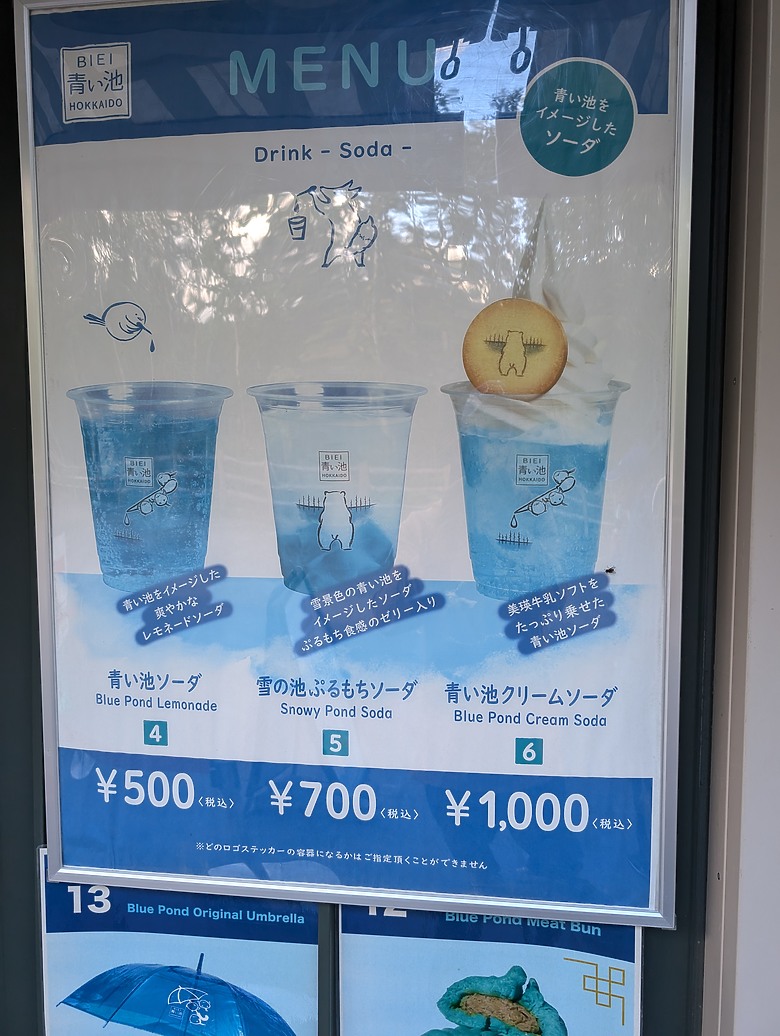 BIEI
青い池
HOKKAIDO
MENU
青い池を
イメージした
ソーダ
Drink - Soda -
BIEI
青い池
HOKKAIDO
BIEI
青い池
HOKKAIDO
BIEI
青い池
HOKKAIDO
青い池をイメージした
爽やかな
レモネードソーダ
雪景色の青い池を
イメージしたソーダ
ぷるもち食感のゼリー入り
美瑛牛乳ソフトを
たっぷり乗せた
青い池ソーダ
青い池ソーダ
Blue Pond Lemonade
4
¥500〈税込〉
雪の池ぷるもちソーダ
Snowy Pond Soda
5
¥700〈税込〉
青い池クリームソーダ
Blue Pond Cream Soda
6
¥1,000〈税込〉
※どのロゴステッカーの容器になるかはご指定頂くことができません
13
Blue Pond Original Umbrella
12
Blue Pond Meat Bun